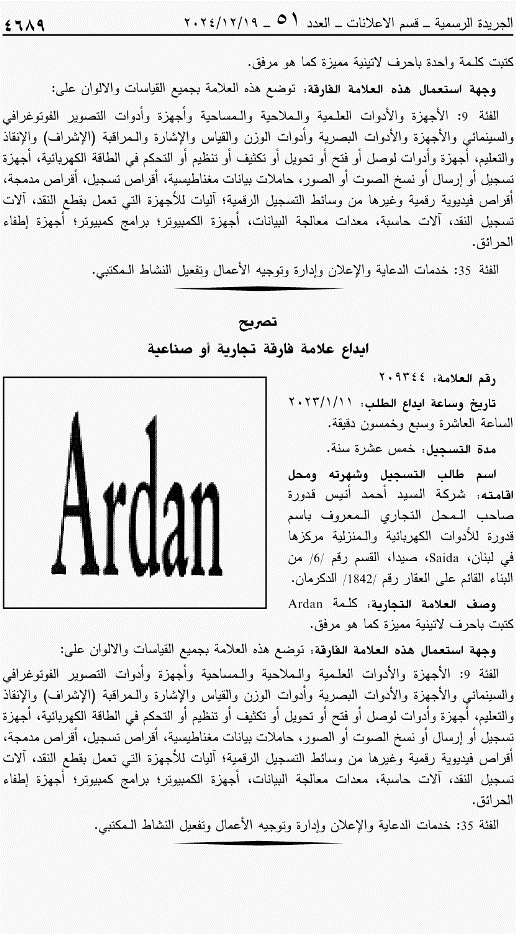 الجريدة الرسمية ـ قسم الاعلانات ـ العدد ٥١ ـ ٢٠٢٤/١٢/١٩
٤٦٨٩
كتبت كلمة واحدة باحرف لاتينية مميزة كما هو مرفق.
وجهة استعمال هذه العلامة الفارقة: توضع هذه العلامة بجميع القياسات والالوان على:
الفئة 9: الأجهزة والأدوات العلمية والملاحية والمساحية وأجهزة وأدوات التصوير الفوتوغرافي
والسينمائي والأجهزة والأدوات البصرية وأدوات الوزن والقياس والإشارة والمراقبة (الإشراف) والإنقاذ
والتعليم، أجهزة وأدوات لوصل أو فتح أو تحويل أو تكثيف أو تنظيم أو التحكم في الطاقة الكهربائية، أجهزة
تسجيل أو إرسال أو نسخ الصوت أو الصور، حاملات بيانات مغناطيسية، أقراص تسجيل، أقراص مدمجة،
أقراص فيديوية رقمية وغيرها من وسائط التسجيل الرقمية؛ آليات للأجهزة التي تعمل بقطع النقد، آلات
تسجيل النقد، آلات حاسبة، معدات معالجة البيانات، أجهزة الكمبيوتر؛ برامج كمبيوتر؛ أجهزة إطفاء
الحرائق.
الفئة 35: خدمات الدعاية والإعلان وإدارة وتوجيه الأعمال وتفعيل النشاط المكتبي.
تصريح
ايداع علامة فارقة تجارية أو صناعية
رقم العلامة: ٢٠٩٣٤٤
تاريخ وساعة ايداع الطلب: ٢٠٢٣/١/١١
الساعة العاشرة وسبع وخمسون دقيقة.
مدة التسجيل: خمس عشرة سنة.
اسم طالب التسجيل وشهرته ومحل
اقامته: شركة السيد أحمد أنيس قدورة
صاحب المحل التجاري المعروف باسم
قدورة للأدوات الكهربائية والمنزلية مركزها
في لبنان، Saida، صيدا، القسم رقم /6/ من
البناء القائم على العقار رقم /1842/ الدكرمان.
وصف العلامة التجارية: كلمة Ardan
كتبت باحرف لاتينية مميزة كما هو مرفق.
Ardan
وجهة استعمال هذه العلامة الفارقة: توضع هذه العلامة بجميع القياسات والالوان على:
الفئة 9: الأجهزة والأدوات العلمية والملاحية والمساحية وأجهزة وأدوات التصوير الفوتوغرافي
والسينمائي والأجهزة والأدوات البصرية وأدوات الوزن والقياس والإشارة والمراقبة (الإشراف) والإنقاذ
والتعليم، أجهزة وأدوات لوصل أو فتح أو تحويل أو تكثيف أو تنظيم أو التحكم في الطاقة الكهربائية، أجهزة
تسجيل أو إرسال أو نسخ الصوت أو الصور، حاملات بيانات مغناطيسية، أقراص تسجيل، أقراص مدمجة،
أقراص فيديوية رقمية وغيرها من وسائط التسجيل الرقمية؛ آليات للأجهزة التي تعمل بقطع النقد، آلات
تسجيل النقد، آلات حاسبة، معدات معالجة البيانات، أجهزة الكمبيوتر؛ برامج كمبيوتر؛ أجهزة إطفاء
الحرائق.
الفئة 35: خدمات الدعاية والإعلان وإدارة وتوجيه الأعمال وتفعيل النشاط المكتبي.